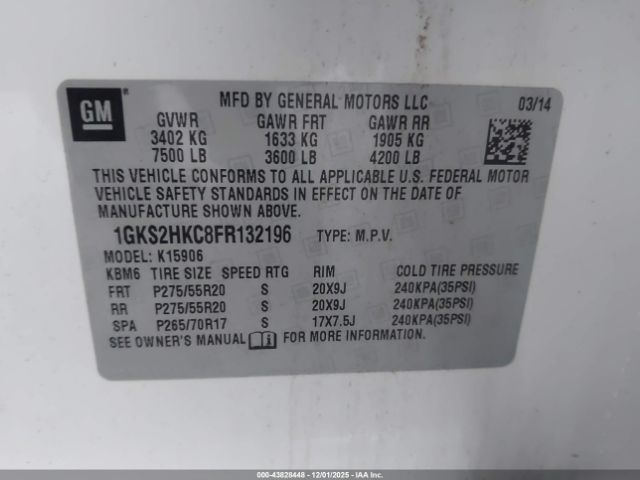 GM
MFD BY GENERAL MOTORS LLC 03/14
GVWR GAWR FRT GAWR RR
3402 KG 1633 KG 1905 KG
7500 LB 3600 LB 4200 LB
THIS VEHICLE CONFORMS TO ALL APPLICABLE U.S. FEDERAL MOTOR
VEHICLE SAFETY STANDARDS IN EFFECT ON THE DATE OF
MANUFACTURE SHOWN ABOVE.
1GKS2HKC8FR132196 TYPE: M.P.V.
MODEL: K15906
KBM6 TIRE SIZE SPEED RTG RIM COLD TIRE PRESSURE
FRT P275/55R20 S 20X9J 240KPA(35PSI)
RR P275/55R20 S 20X9J 240KPA(35PSI)
SPA P265/70R17 S 17X7.5J 240KPA(35PSI)
SEE OWNER'S MANUAL FOR MORE INFORMATION.
000-43828448 - 12/01/2025 - IAA, Inc.